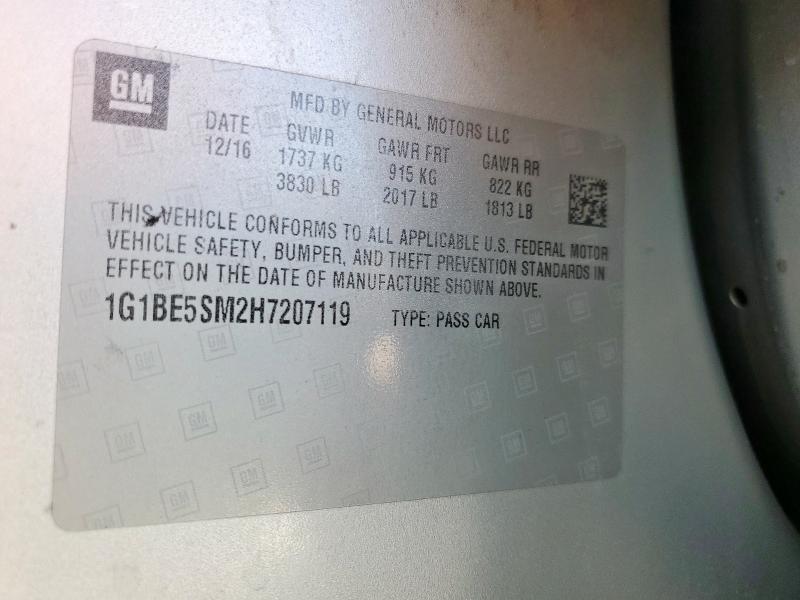 GM
MFD BY GENERAL MOTORS LLC
DATE GVWR GAWR FRT GAWR RR
12/16 1737 KG 915 KG 822 KG
3830 LB 2017 LB 1813 LB
THIS VEHICLE CONFORMS TO ALL APPLICABLE U.S. FEDERAL MOTOR
VEHICLE SAFETY, BUMPER, AND THEFT PREVENTION STANDARDS IN
EFFECT ON THE DATE OF MANUFACTURE SHOWN ABOVE.
1G1BE5SM2H7207119 TYPE: PASS CAR